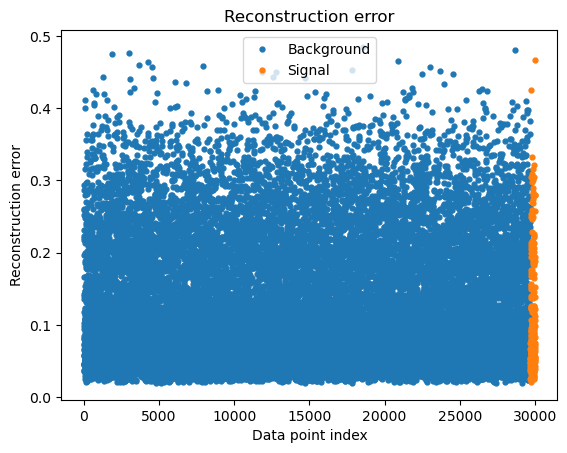 Reconstruction error
Background
Signal
Reconstruction error
0.5
0.4
0.3
0.2
0.1
0.0
0 5000 10000 15000 20000 25000 30000
Data point index